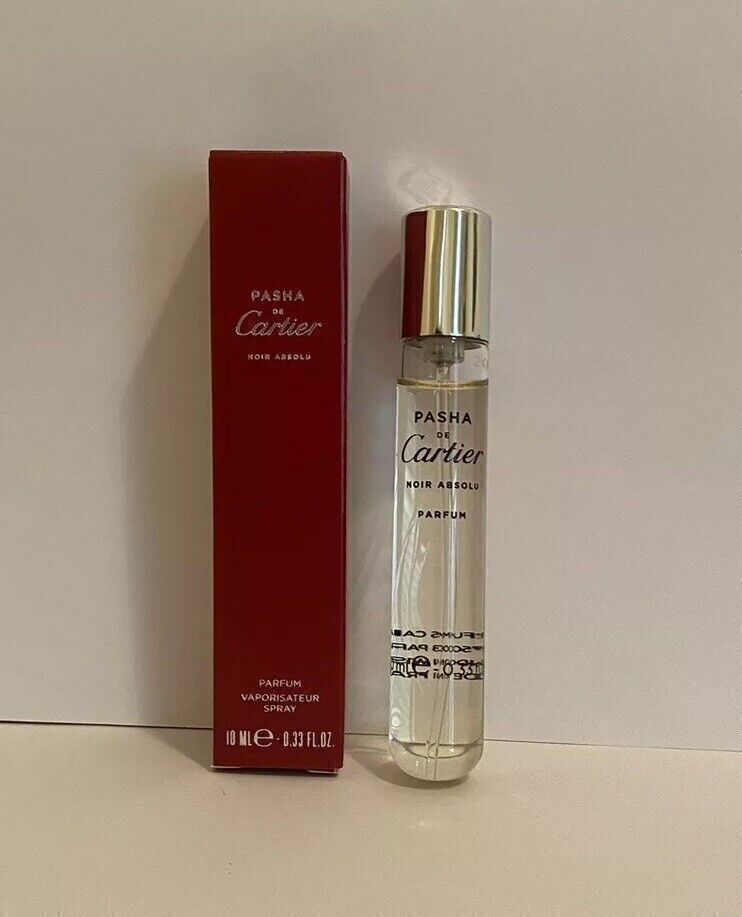 PASHA
DE
Cartier
NOIR ABSOLU
PARFUM
VAPORISATEUR
SPRAY
10 ML e - 0.33 FL.OZ.
PASHA
DE
Cartier
NOIR ABSOLU
PARFUM